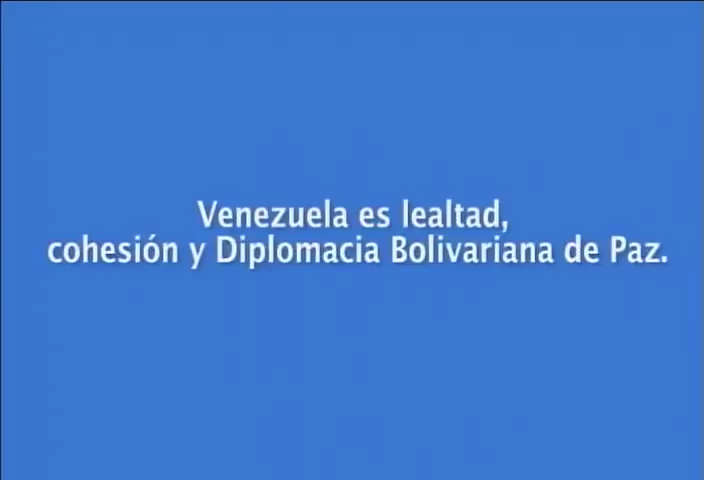 Venezuela es lealtad,
cohesión y Diplomacia Bolivariana de Paz.